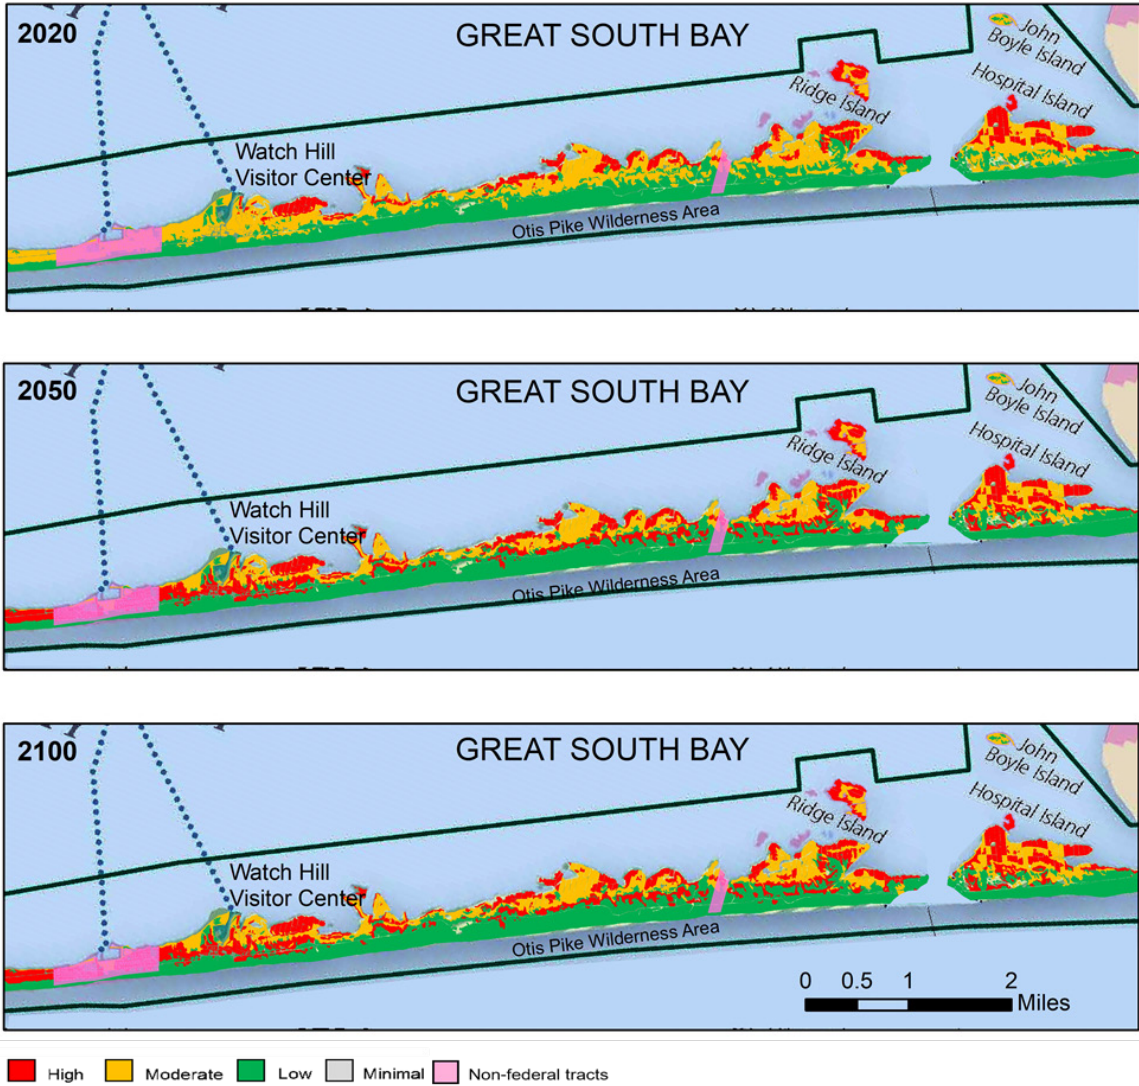 2020
GREAT SOUTH BAY
John
Boyle Island
Hospital Island
Ridge Island
Watch Hill
Visitor Center
Otis Pike Wilderness Area
2050
GREAT SOUTH BAY
John
Boyle Island
Hospital Island
Ridge Island
Watch Hill
Visitor Center
Otis Pike Wilderness Area
2100
GREAT SOUTH BAY
John
Boyle Island
Hospital Island
Ridge Island
Watch Hill
Visitor Center
Otis Pike Wilderness Area
0 0.5 1 2
Miles
High Moderate Low Minimal Non-federal tracts